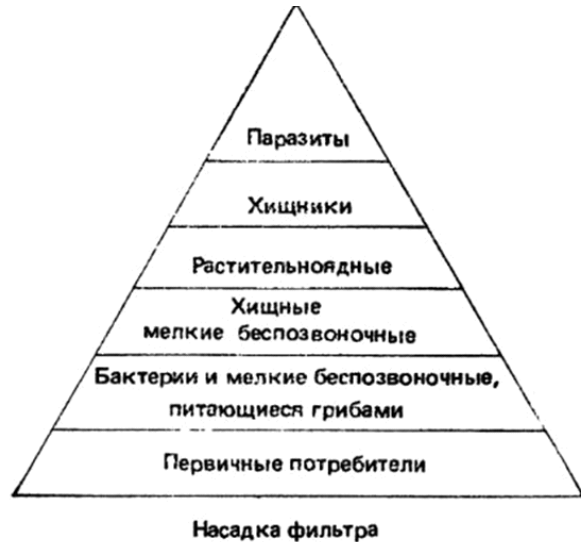 Паразиты
Хищники
Растительноядные
Хищные
мелкие беспозвоночные
Бактерии и мелкие беспозвоночные,
питающиеся грибами
Первичные потребители
Насадка фильтра